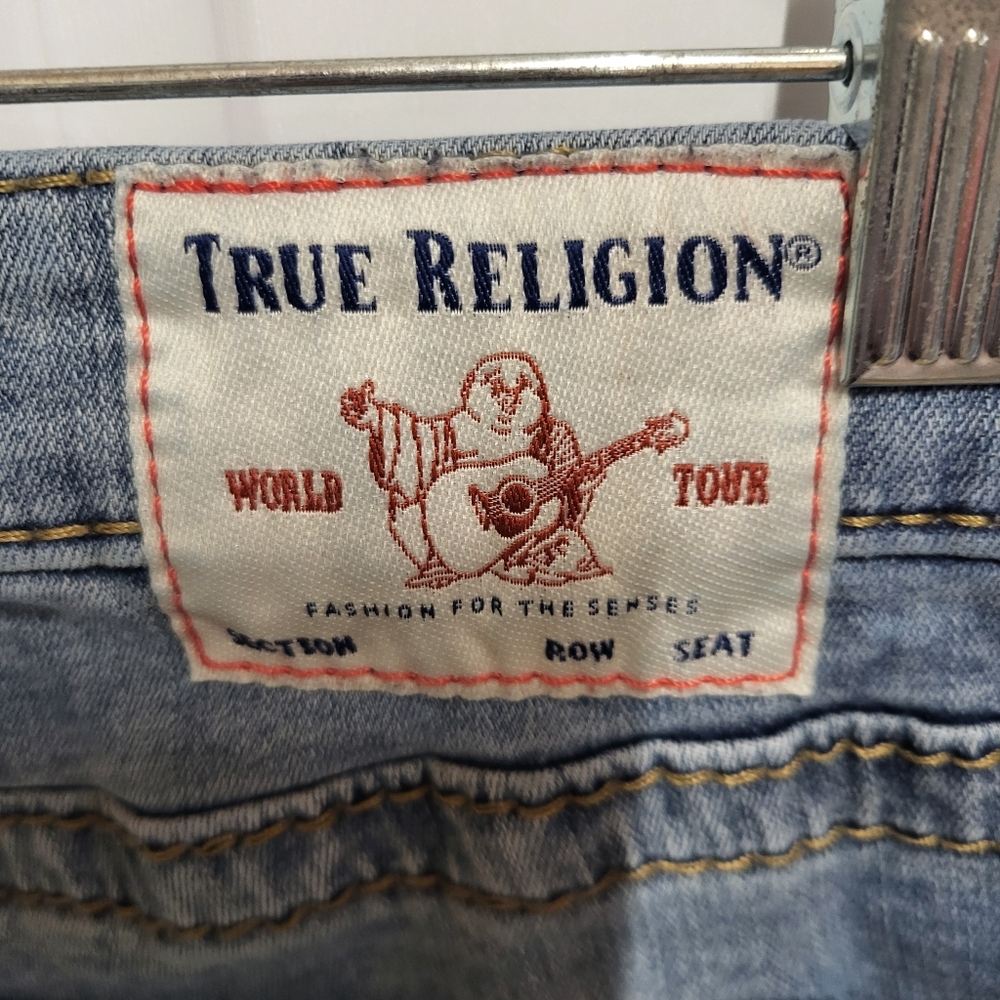 TRUE RELIGION®
WORLD TOUR
FASHION FOR THE SENSES
SECTION ROW SEAT